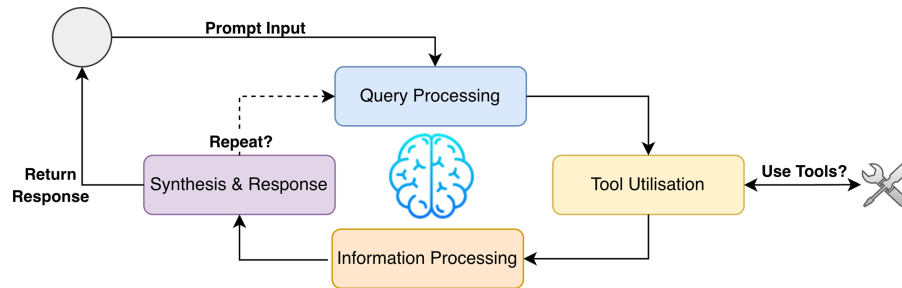 Prompt Input
Query Processing
Repeat?
Synthesis & Response
Return
Response
Tool Utilisation
Use Tools?
Information Processing